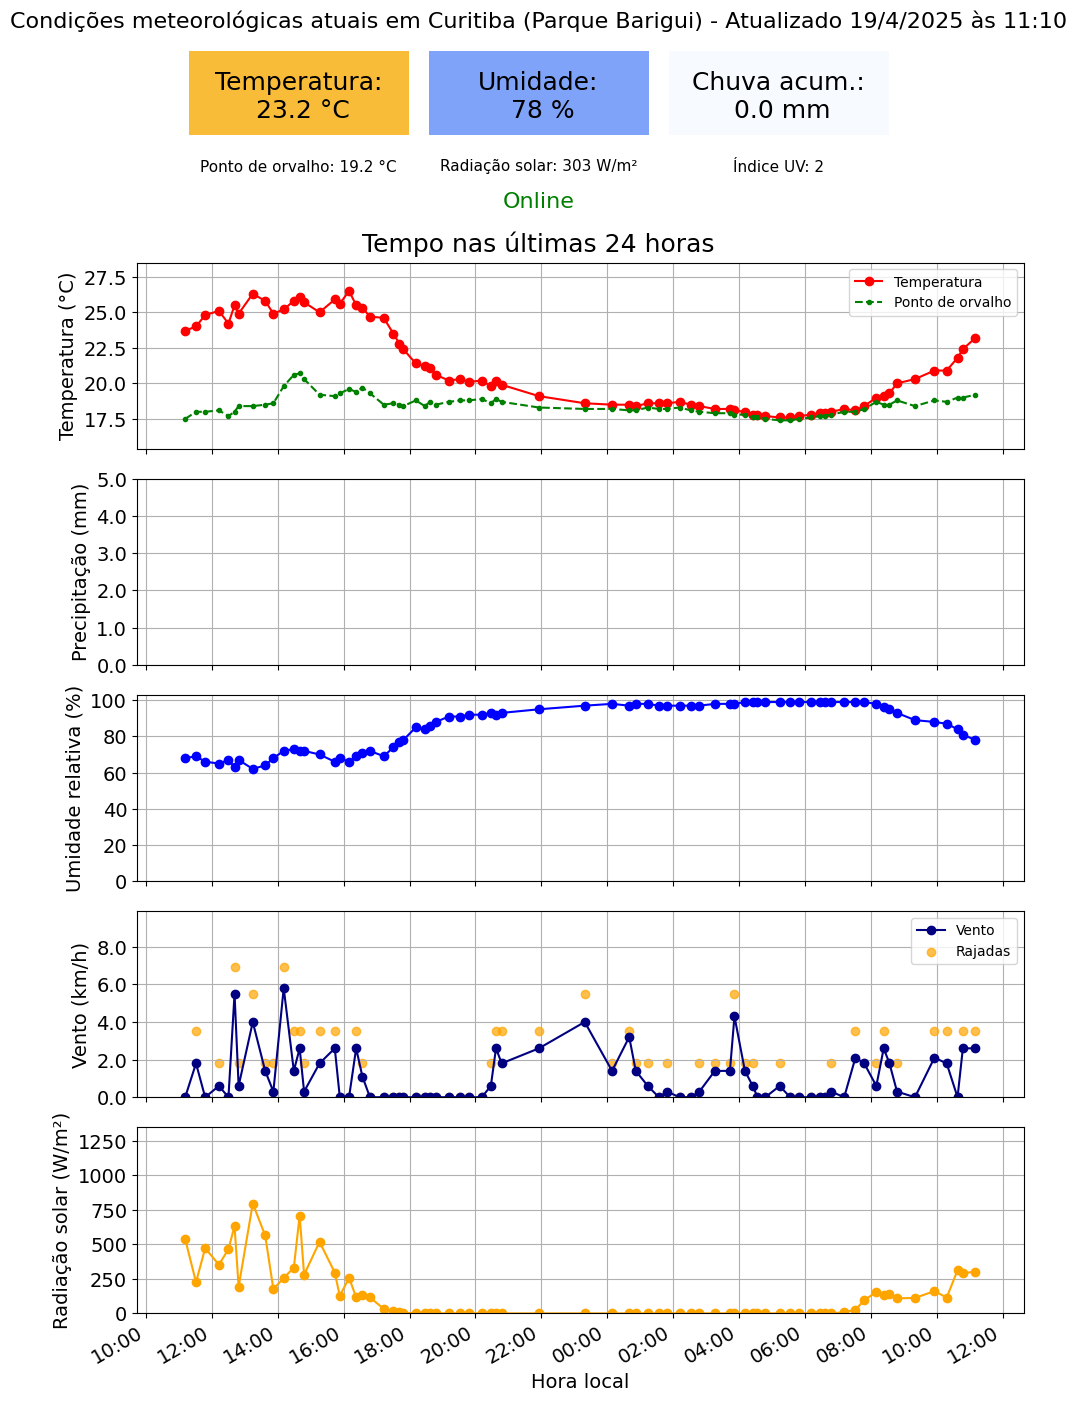 Condições meteorológicas atuais em Curitiba (Parque Barigui) - Atualizado 19/4/2025 às 11:10
Temperatura:
23.2 °C
Umidade:
78 %
Chuva acum.:
0.0 mm
Ponto de orvalho: 19.2 °C
Radiação solar: 303 W/m²
Índice UV: 2
Online
Tempo nas últimas 24 horas
Temperatura (°C)
27.5
25.0
22.5
20.0
17.5
Temperatura
Ponto de orvalho
Precipitação (mm)
5.0
4.0
3.0
2.0
1.0
0.0
Umidade relativa (%)
100
80
60
40
20
0
Vento (km/h)
8.0
6.0
4.0
2.0
0.0
Vento
Rajadas
Radiação solar (W/m²)
1250
1000
750
500
250
0
10:00
12:00
14:00
16:00
18:00
20:00
22:00
00:00
02:00
04:00
06:00
08:00
10:00
12:00
Hora local